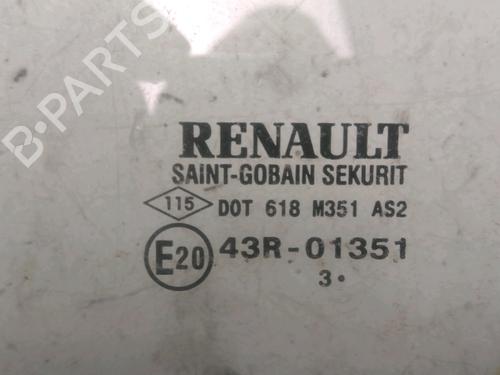 B-PARTS
RENAULT
SAINT-GOBAIN SEKURIT
115 DOT 618 M351 AS2
E20 43R-01351
3.